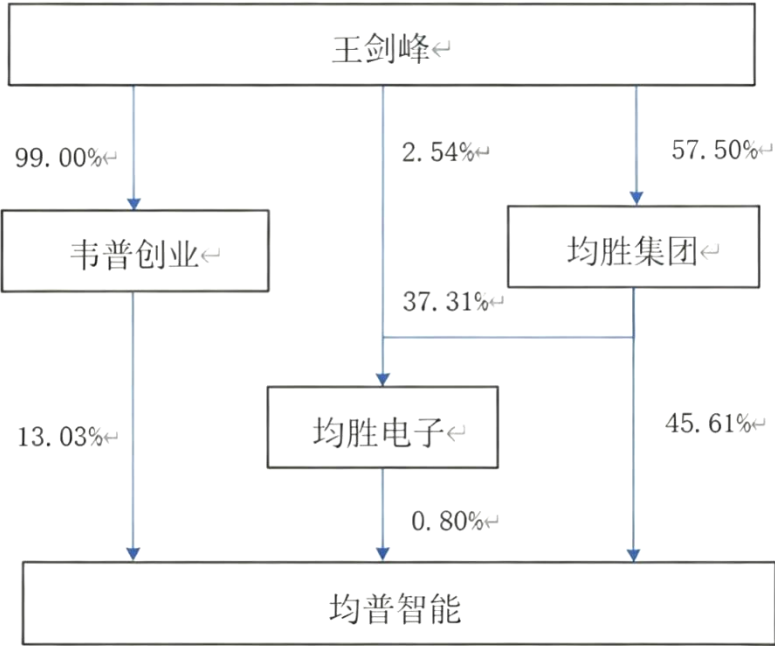 王剑峰
99.00%
2.54%
57.50%
韦普创业
均胜集团
37.31%
均胜电子
13.03%
45.61%
0.80%
均普智能